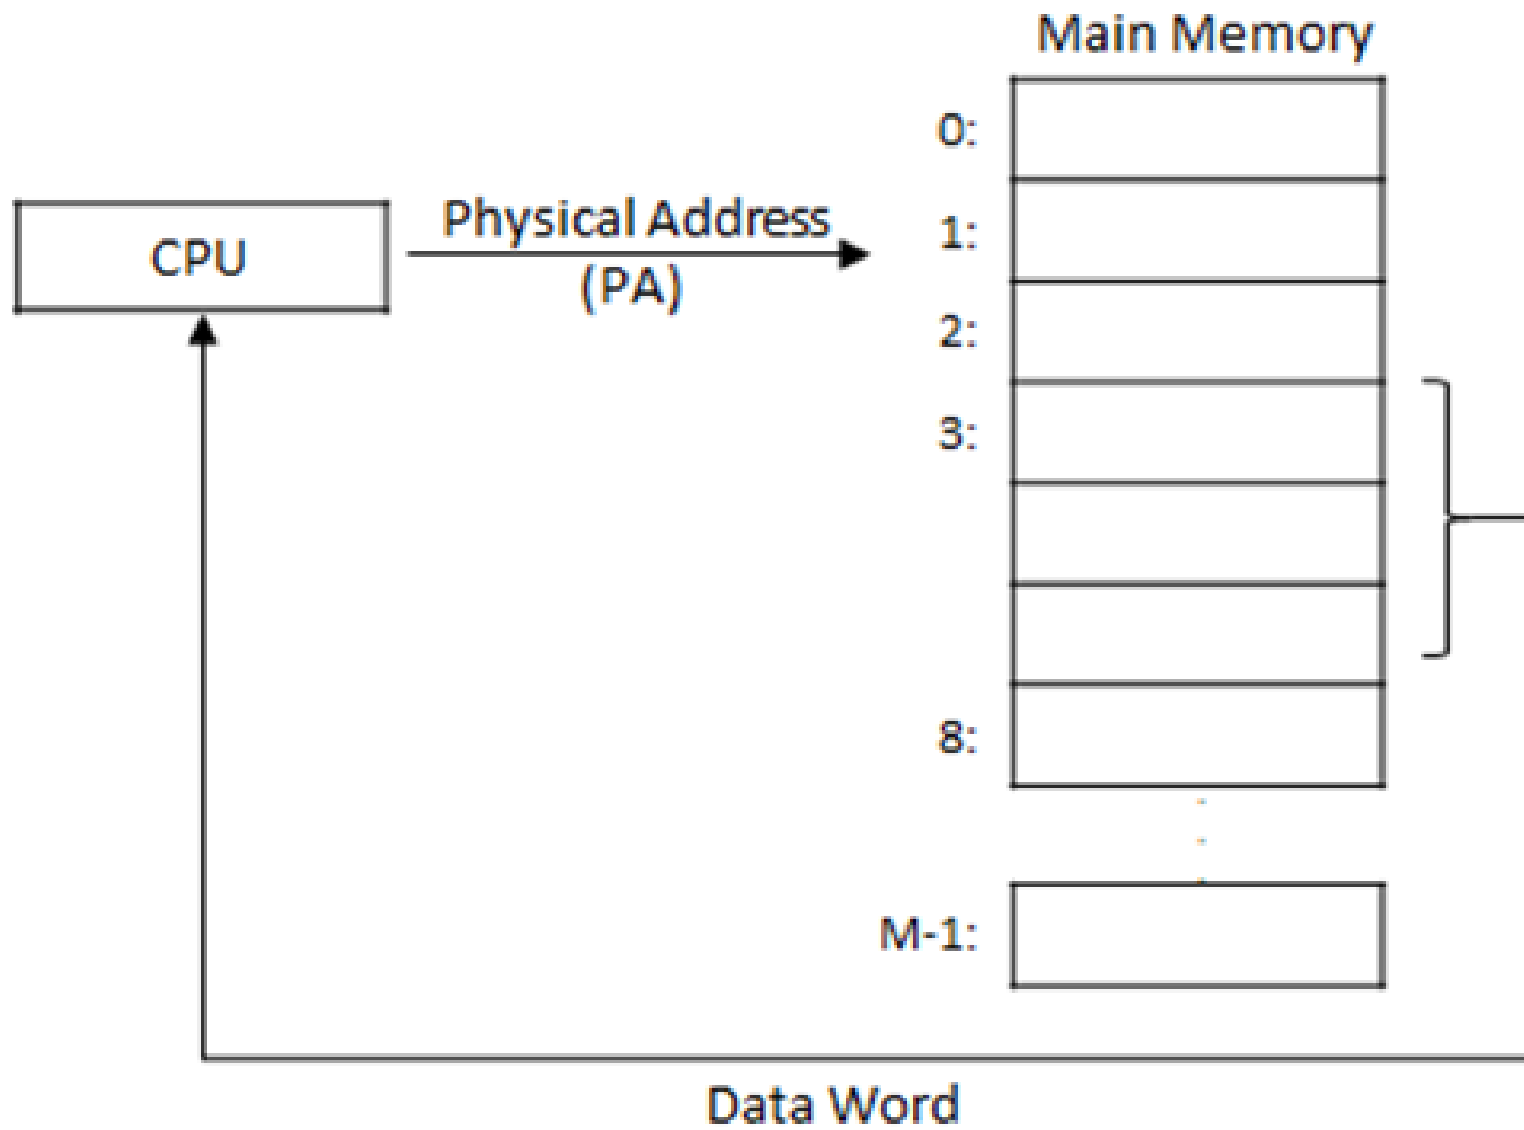 Main Memory
0:
CPU
Physical Address
(PA)
1:
2:
3:
8:
M-1:
Data Word